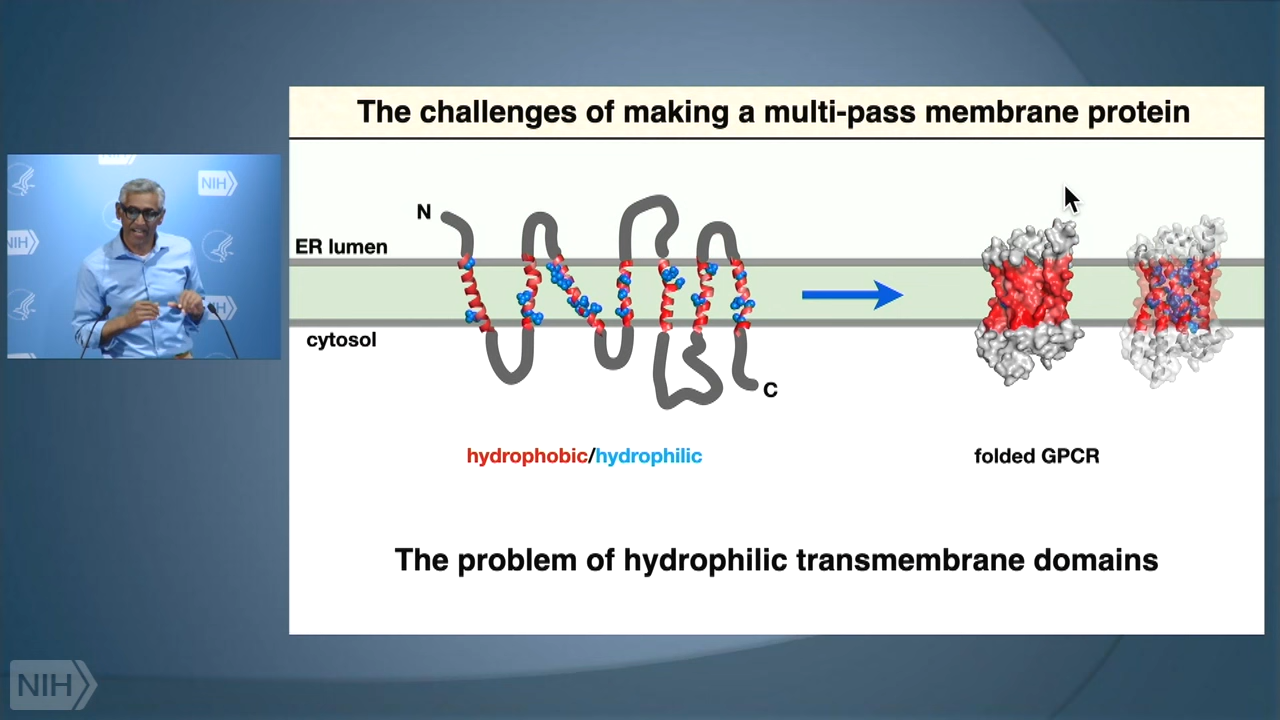 The challenges of making a multi-pass membrane protein
N
ER lumen
cytosol
C
hydrophobic/hydrophilic
folded GPCR
The problem of hydrophilic transmembrane domains
NIH
NIH
NIH
NIH